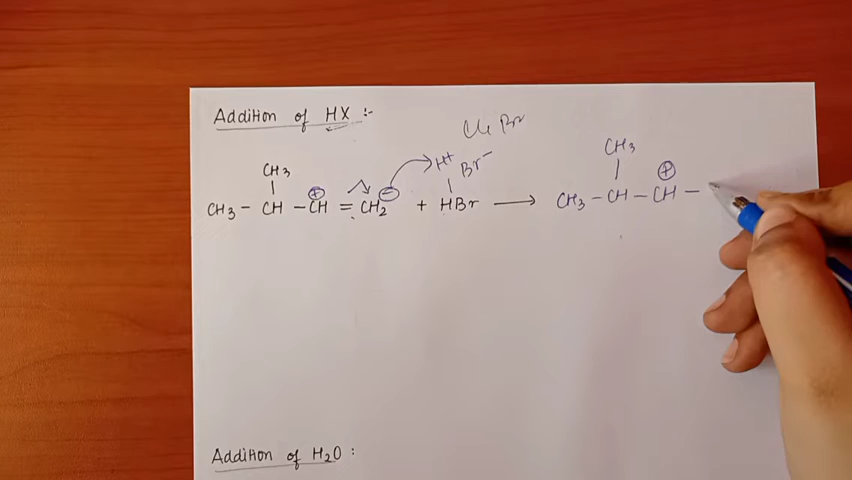 Addition of HX :-
Br
H+ Br−
CH3
CH3 − CH − CH = CH2 + HBr ⟶
⊕ ⊖
CH3
⊕
CH3 − CH − CH −
Addition of H2O :